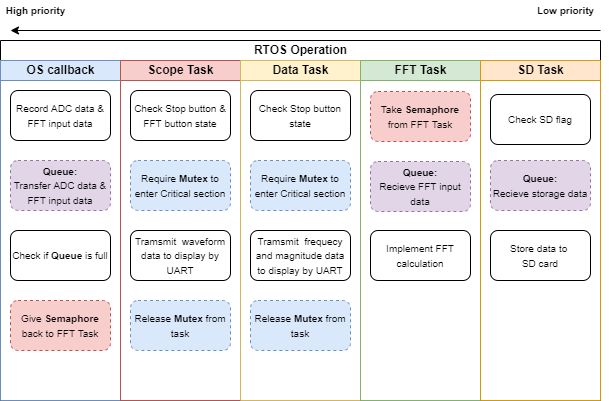 High priority
Low priority
RTOS Operation
OS callback
Record ADC data &
FFT input data
Queue:
Transfer ADC data &
FFT input data
Check if Queue is full
Give Semaphore
back to FFT Task
Scope Task
Check Stop button &
FFT button state
Require Mutex to
enter Critical section
Tramsmit waveform
data to display by
UART
Release Mutex from
task
Data Task
Check Stop button
state
Require Mutex to
enter Critical section
Tramsmit frequecy
and magnitude data
to display by UART
Release Mutex from
task
FFT Task
Take Semaphore
from FFT Task
Queue:
Recieve FFT input
data
Implement FFT
calculation
SD Task
Check SD flag
Queue:
Recieve storage data
Store data to
SD card